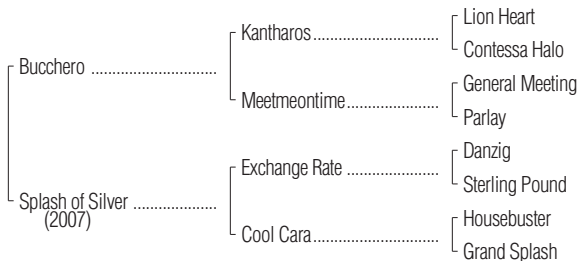 Lion Heart
Kantharos
Contessa Halo
Bucchero
General Meeting
Meetmeontime
Parlay
Danzig
Exchange Rate
Sterling Pound
Splash of Silver
(2007)
Housebuster
Cool Cara
Grand Splash